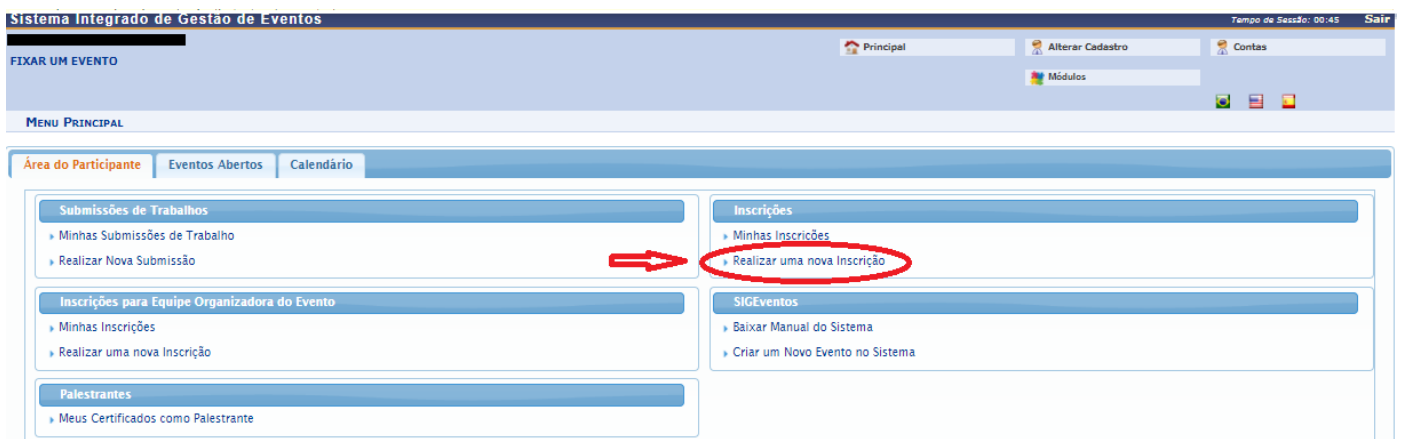 Sistema Integrado de Gestão de Eventos
Tempo de Sessão: 00:45 Sair
FIXAR UM EVENTO
Principal
Alterar Cadastro
Contas
Módulos
MENU PRINCIPAL
Área do Participante
Eventos Abertos
Calendário
Submissões de Trabalhos
Minhas Submissões de Trabalho
Realizar Nova Submissão
Inscrições
Minhas Inscrições
Realizar uma nova Inscrição
Inscrições para Equipe Organizadora do Evento
Minhas Inscrições
Realizar uma nova Inscrição
SIGEventos
Baixar Manual do Sistema
Criar um Novo Evento no Sistema
Palestrantes
Meus Certificados como Palestrante